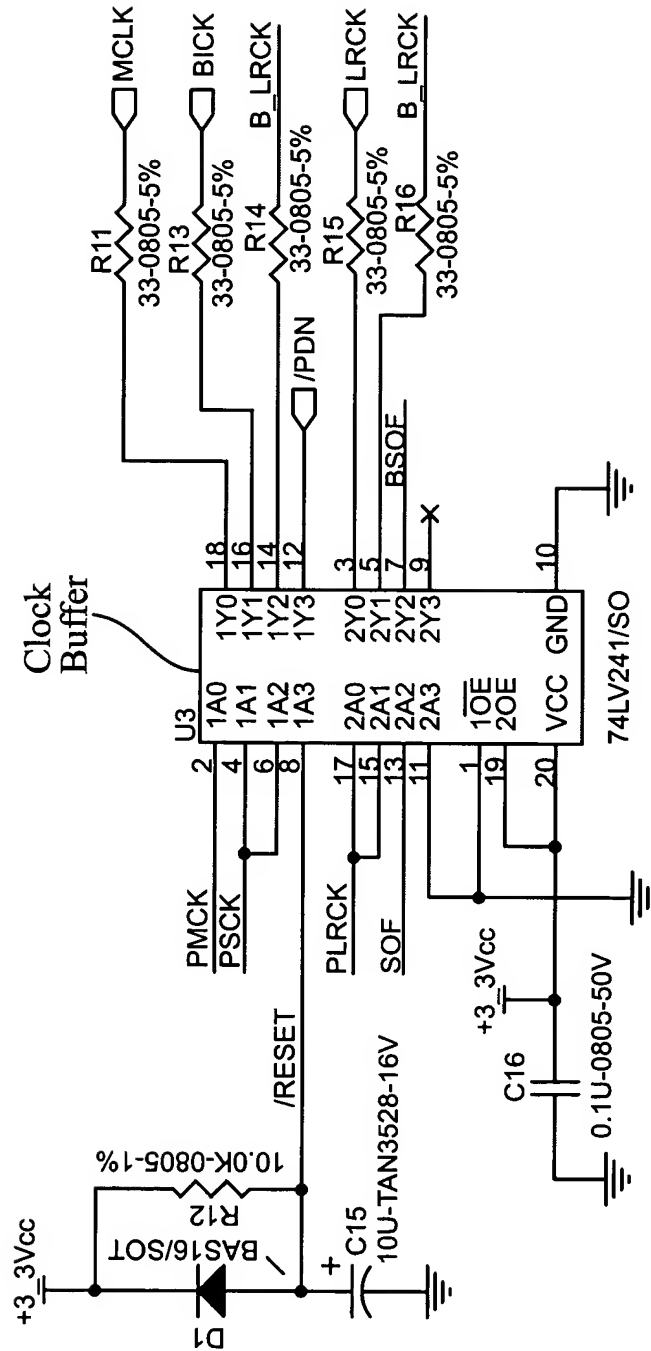 Clock
Buffer
U3
74LV241/SO
1A0
1A1
1A2
1A3
2A0
2A1
2A2
2A3
1OE
2OE
VCC
GND
1Y0
1Y1
1Y2
1Y3
2Y0
2Y1
2Y2
2Y3
2
4
6
8
17
15
13
11
1
19
20
18
16
14
12
3
5
7
9
10
PMCK
PSCK
/RESET
PLRCK
SOF
+3_3Vcc
D1
BAS16/SOT
R12
10.0K-0805-1%
C15
10U-TAN3528-16V
+
+3_3Vcc
C16
0.1U-0805-50V
R11
33-0805-5%
MCLK
R13
33-0805-5%
BICK
R14
33-0805-5%
B_LRCK
/PDN
R15
33-0805-5%
LRCK
R16
33-0805-5%
B_LRCK
BSOF